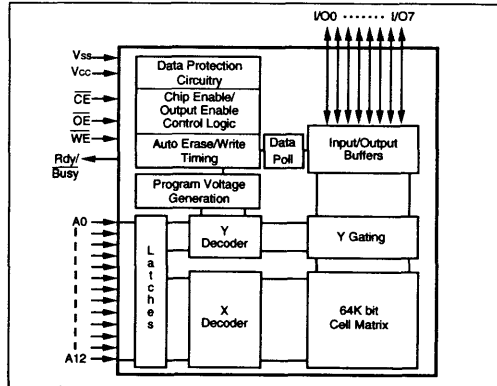 I/O0 ········ I/O7
Vss
Vcc
CE
OE
WE
Rdy/
Busy
A0
A12
Data Protection
Circuitry
Chip Enable/
Output Enable
Control Logic
Auto Erase/Write
Timing
Data
Poll
Input/Output
Buffers
Program Voltage
Generation
Latches
Y
Decoder
Y Gating
X
Decoder
64K bit
Cell Matrix